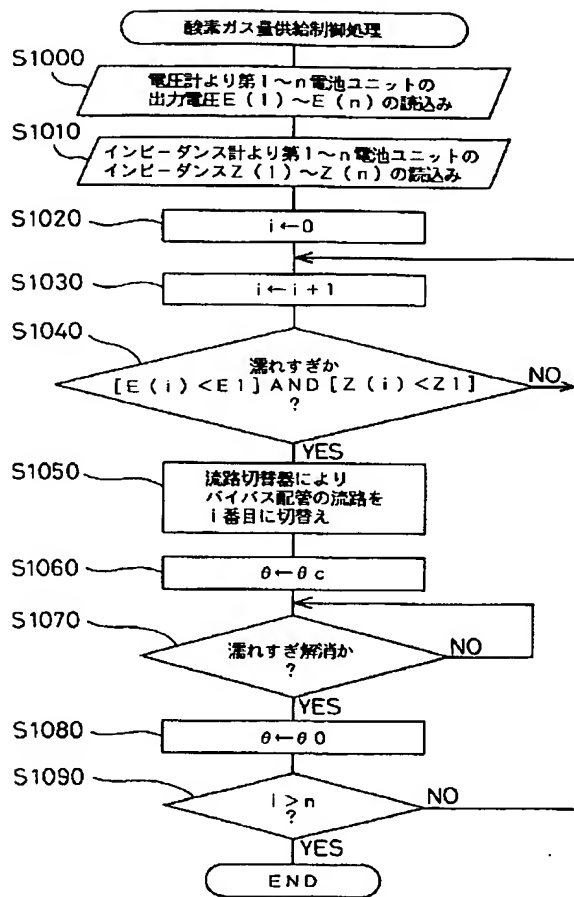 酸素ガス量供給制御処理
S1000
電圧計より第1~n電池ユニットの
出力電圧E(1)~E(n)の読込み
S1010
インピーダンス計より第1~n電池ユニットの
インピーダンスZ(1)~Z(n)の読込み
S1020
i←0
S1030
i←i+1
S1040
濡れすぎか
[E(i)<E1]AND[Z(i)<Z1]
?
NO
YES
S1050
流路切替器により
バイパス配管の流路を
i番目に切替え
S1060
θ←θc
S1070
濡れすぎ解消か
?
NO
YES
S1080
θ←θ0
S1090
i>n
?
NO
YES
END